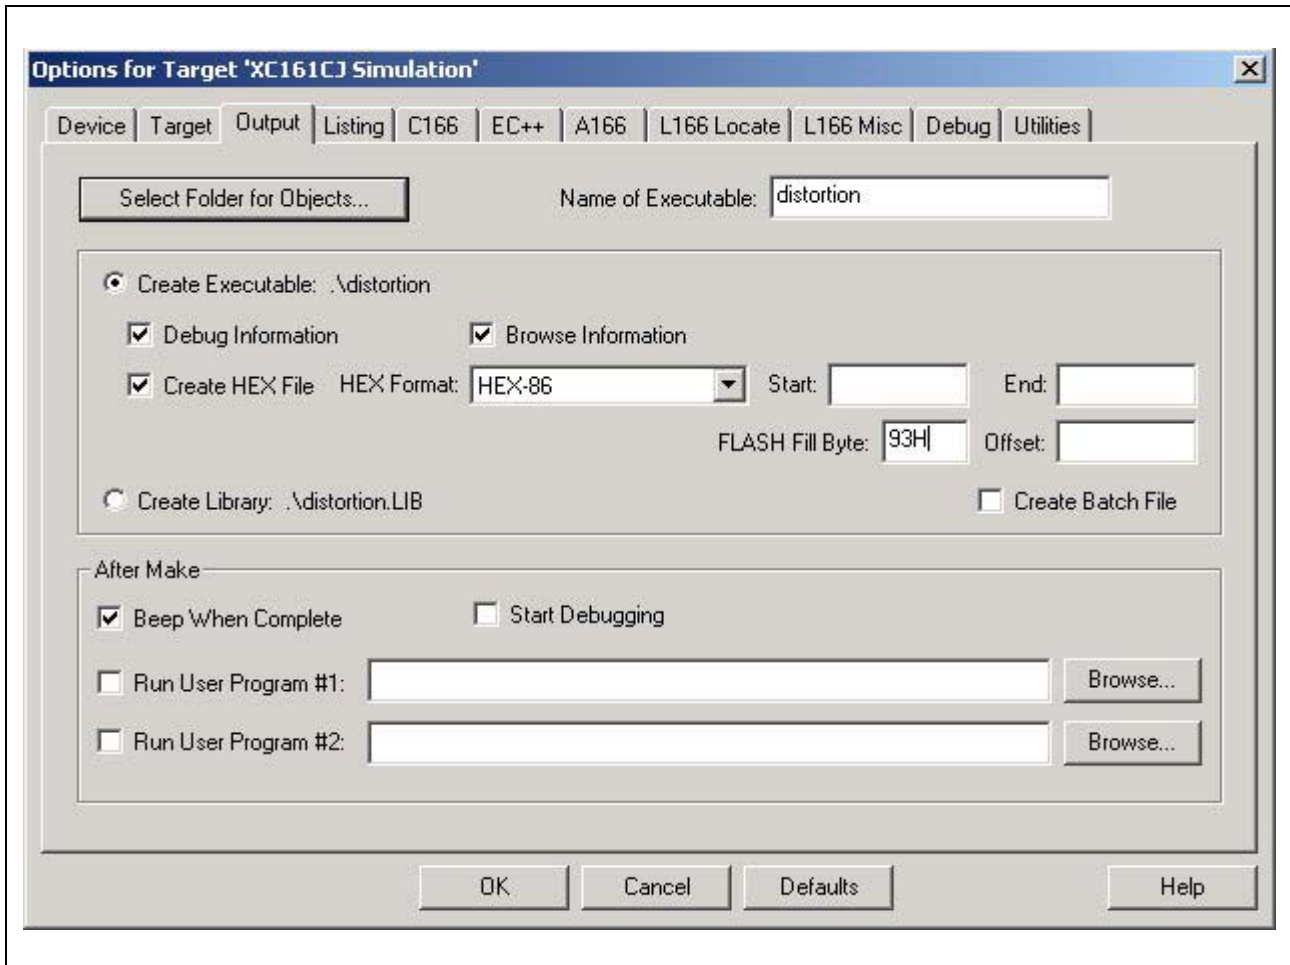 Options for Target 'XC161CJ Simulation'
Device Target Output Listing C166 EC++ A166 L166 Locate L166 Misc Debug Utilities
Select Folder for Objects... Name of Executable: distortion
Create Executable: .\distortion
Debug Information Browse Information
Create HEX File HEX Format: HEX-86 Start: End:
FLASH Fill Byte: 93H Offset:
Create Library: .\distortion.LIB Create Batch File
After Make
Beep When Complete Start Debugging
Run User Program #1: Browse...
Run User Program #2: Browse...
OK Cancel Defaults Help